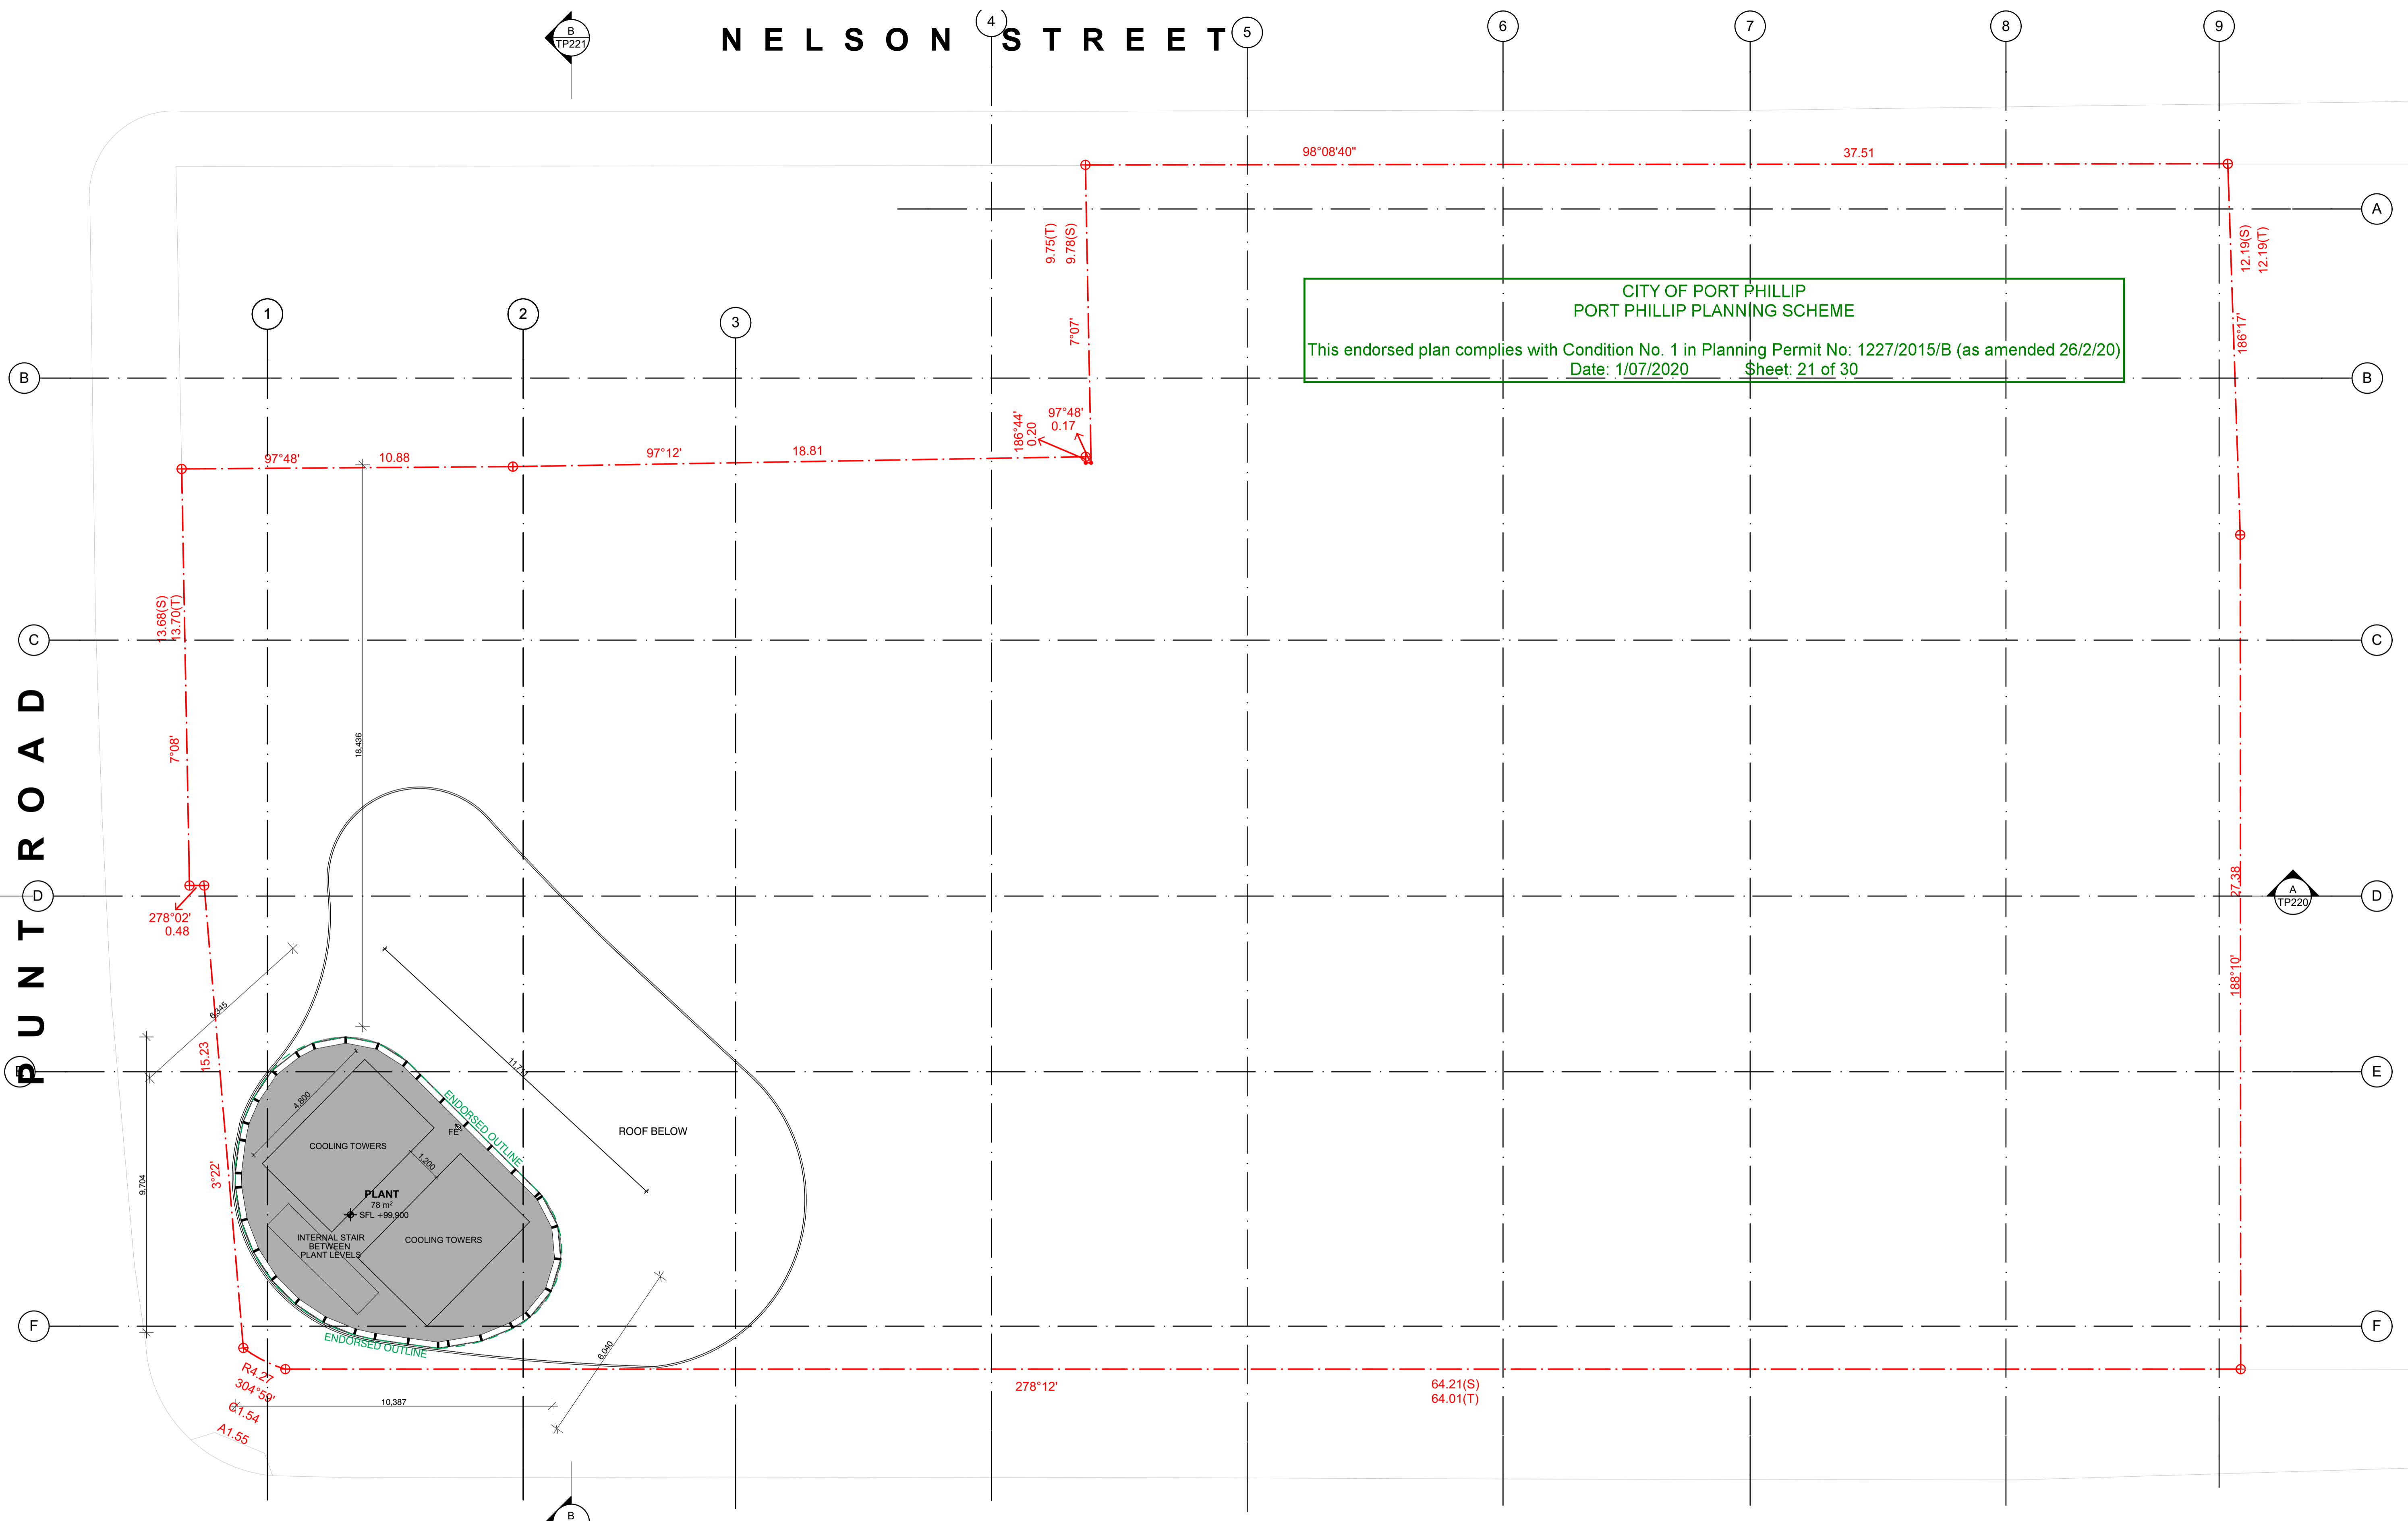 NELSON STREET
B
TP221
4
5
6
7
8
9
98°08'40"
37.51
A
9.75(T)
9.78(S)
7°07'
12.19(S)
12.19(T)
186°17'
CITY OF PORT PHILLIP
PORT PHILLIP PLANNING SCHEME
This endorsed plan complies with Condition No. 1 in Planning Permit No: 1227/2015/B (as amended 26/2/20)
Date: 1/07/2020 Sheet: 21 of 30
1
2
3
B
B
97°48'
10.88
97°12'
18.81
186°44'
0.20
97°48'
0.17
13.68(S)
13.70(T)
7°08'
C
C
PUNT ROAD
18,436
D
D
278°02'
0.48
27.38
188°10'
A
TP220
6,345
15.23
3°22'
9,704
E
E
ENDORSED OUTLINE
4,800
COOLING TOWERS
FE
1,200
ROOF BELOW
PLANT
78 m²
SFL +99,900
INTERNAL STAIR
BETWEEN
PLANT LEVELS
COOLING TOWERS
F
F
ENDORSED OUTLINE
6,040
R4.27
304°59'
C1.54
A1.55
10,387
278°12'
64.21(S)
64.01(T)
B